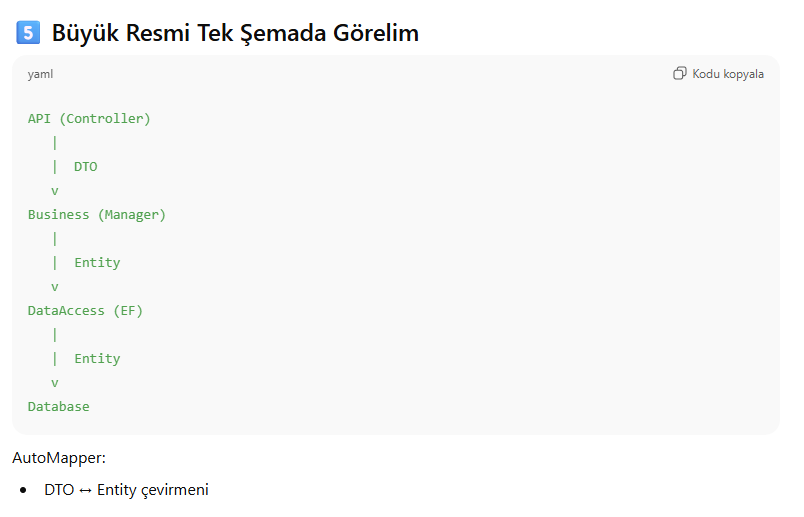 5 Büyük Resmi Tek Şemada Görelim
yaml Kodu kopyala
API (Controller)
|
| DTO
v
Business (Manager)
|
| Entity
v
DataAccess (EF)
|
| Entity
v
Database
AutoMapper:
• DTO ↔ Entity çevirmeni